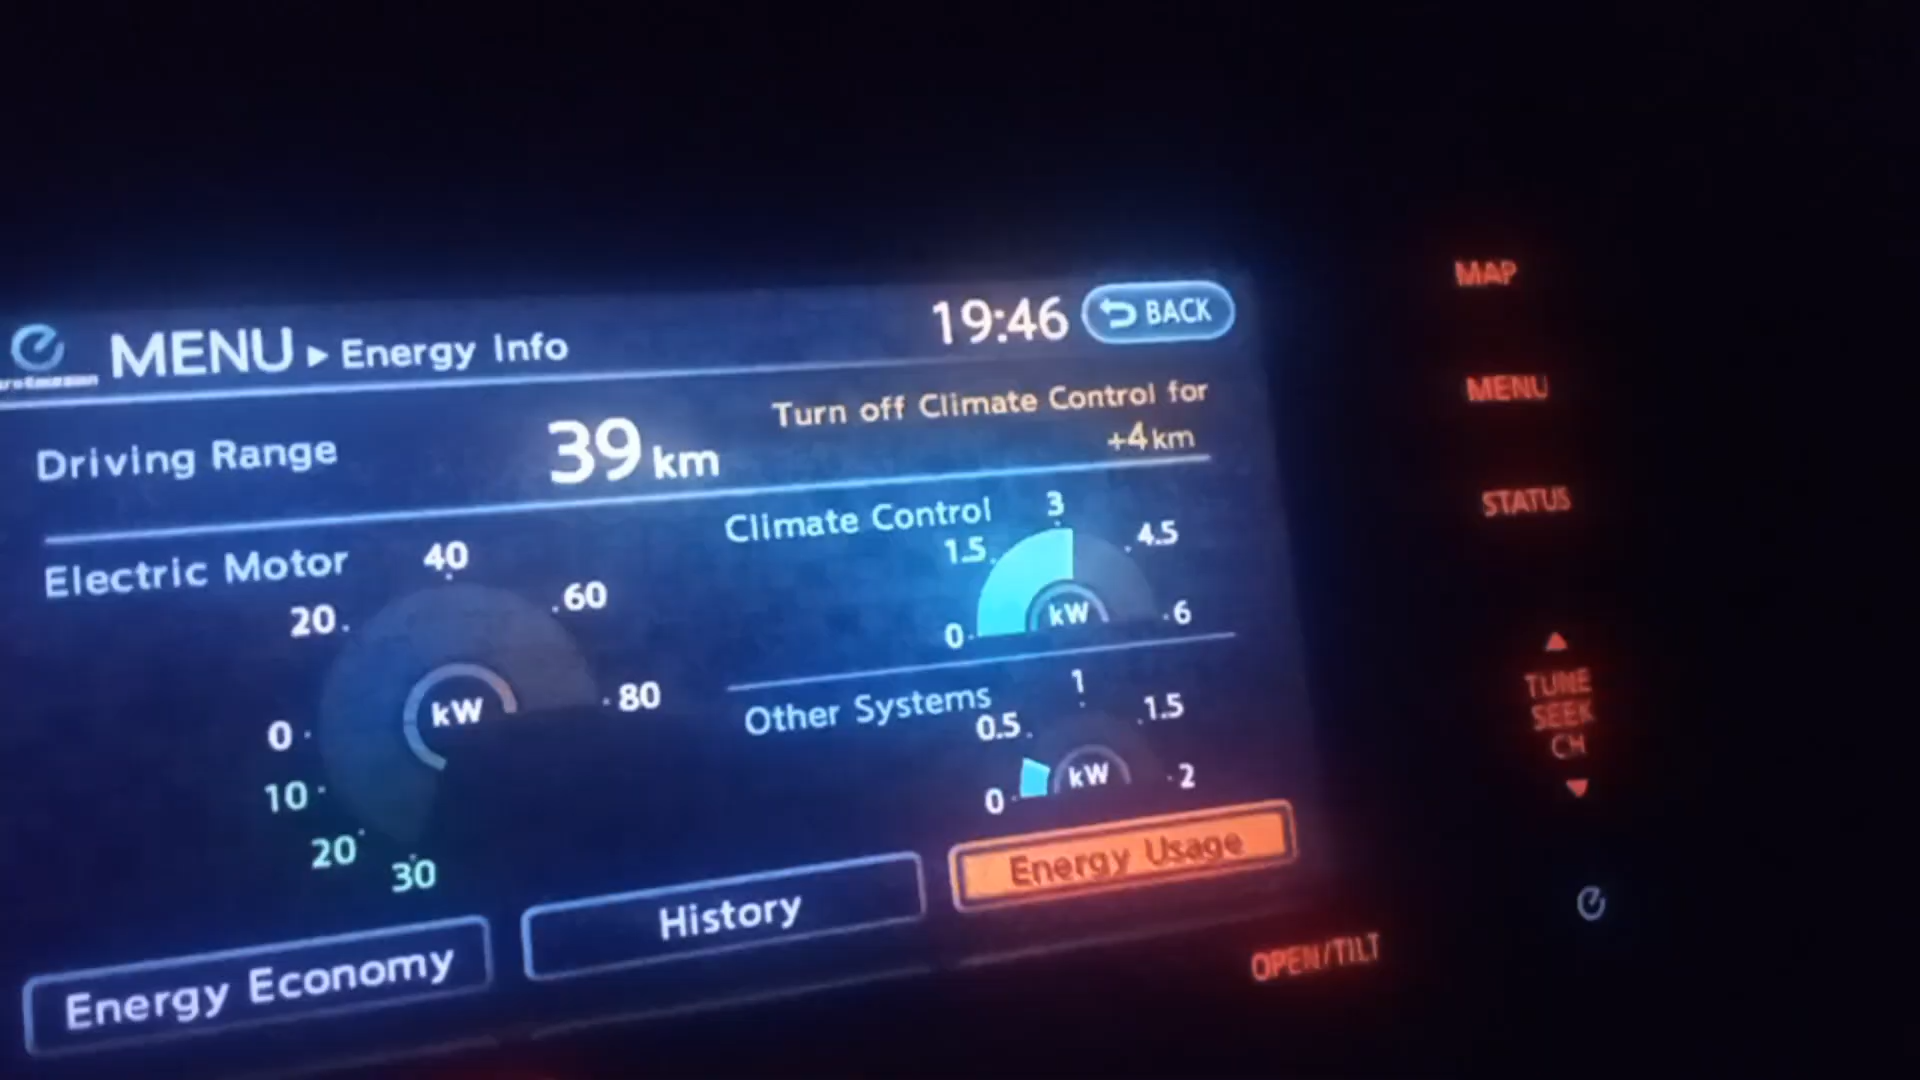 MENU ▸ Energy Info
19:46
BACK
Driving Range
39 km
Turn off Climate Control for
+4 km
Electric Motor
40
20
60
0
kW
80
10
20
30
Climate Control
3
1.5
4.5
0
kW
6
Other Systems
1
0.5
1.5
0
kW
2
Energy Economy
History
Energy Usage
MAP
MENU
STATUS
TUNE
SEEK
CH
OPEN/TILT